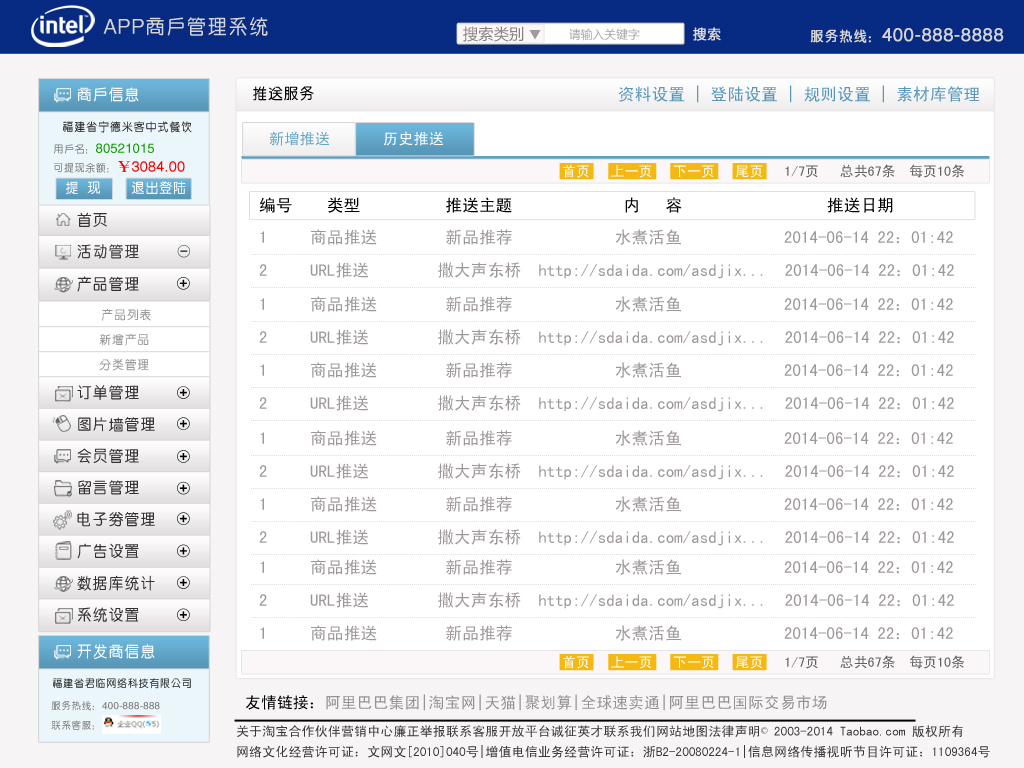 intel APP商戶管理系统
搜索类别▼ 请输入关键字 搜索 服务热线：400-888-8888
商戶信息
福建省宁德米客中式餐饮
用戶名: 80521015
可提现余额: ￥3084.00
提 现 退出登陆
首页
活动管理
产品管理
产品列表
新增产品
分类管理
订单管理
图片墙管理
会员管理
留言管理
电子劵管理
广告设置
数据库统计
系统设置
开发商信息
福建省君临网络科技有限公司
服务热线: 400-888-888
联系客服: 企业QQ
推送服务 资料设置 | 登陆设置 | 规则设置 | 素材库管理
新增推送 历史推送
首页 上一页 下一页 尾页 1/7页 总共67条 每页10条
编号 类型 推送主题 内 容 推送日期
1 商品推送 新品推荐 水煮活鱼 2014-06-14 22：01:42
2 URL推送 撒大声东桥 http://sdaida.com/asdjix... 2014-06-14 22：01:42
1 商品推送 新品推荐 水煮活鱼 2014-06-14 22：01:42
2 URL推送 撒大声东桥 http://sdaida.com/asdjix... 2014-06-14 22：01:42
1 商品推送 新品推荐 水煮活鱼 2014-06-14 22：01:42
2 URL推送 撒大声东桥 http://sdaida.com/asdjix... 2014-06-14 22：01:42
1 商品推送 新品推荐 水煮活鱼 2014-06-14 22：01:42
2 URL推送 撒大声东桥 http://sdaida.com/asdjix... 2014-06-14 22：01:42
1 商品推送 新品推荐 水煮活鱼 2014-06-14 22：01:42
2 URL推送 撒大声东桥 http://sdaida.com/asdjix... 2014-06-14 22：01:42
1 商品推送 新品推荐 水煮活鱼 2014-06-14 22：01:42
2 URL推送 撒大声东桥 http://sdaida.com/asdjix... 2014-06-14 22：01:42
1 商品推送 新品推荐 水煮活鱼 2014-06-14 22：01:42
首页 上一页 下一页 尾页 1/7页 总共67条 每页10条
友情链接：阿里巴巴集团|淘宝网|天猫|聚划算|全球速卖通|阿里巴巴国际交易市场
关于淘宝合作伙伴营销中心廉正举报联系客服开放平台诚征英才联系我们网站地图法律声明© 2003-2014 Taobao.com 版权所有
网络文化经营许可证：文网文[2010]040号|增值电信业务经营许可证：浙B2-20080224-1|信息网络传播视听节目许可证：1109364号